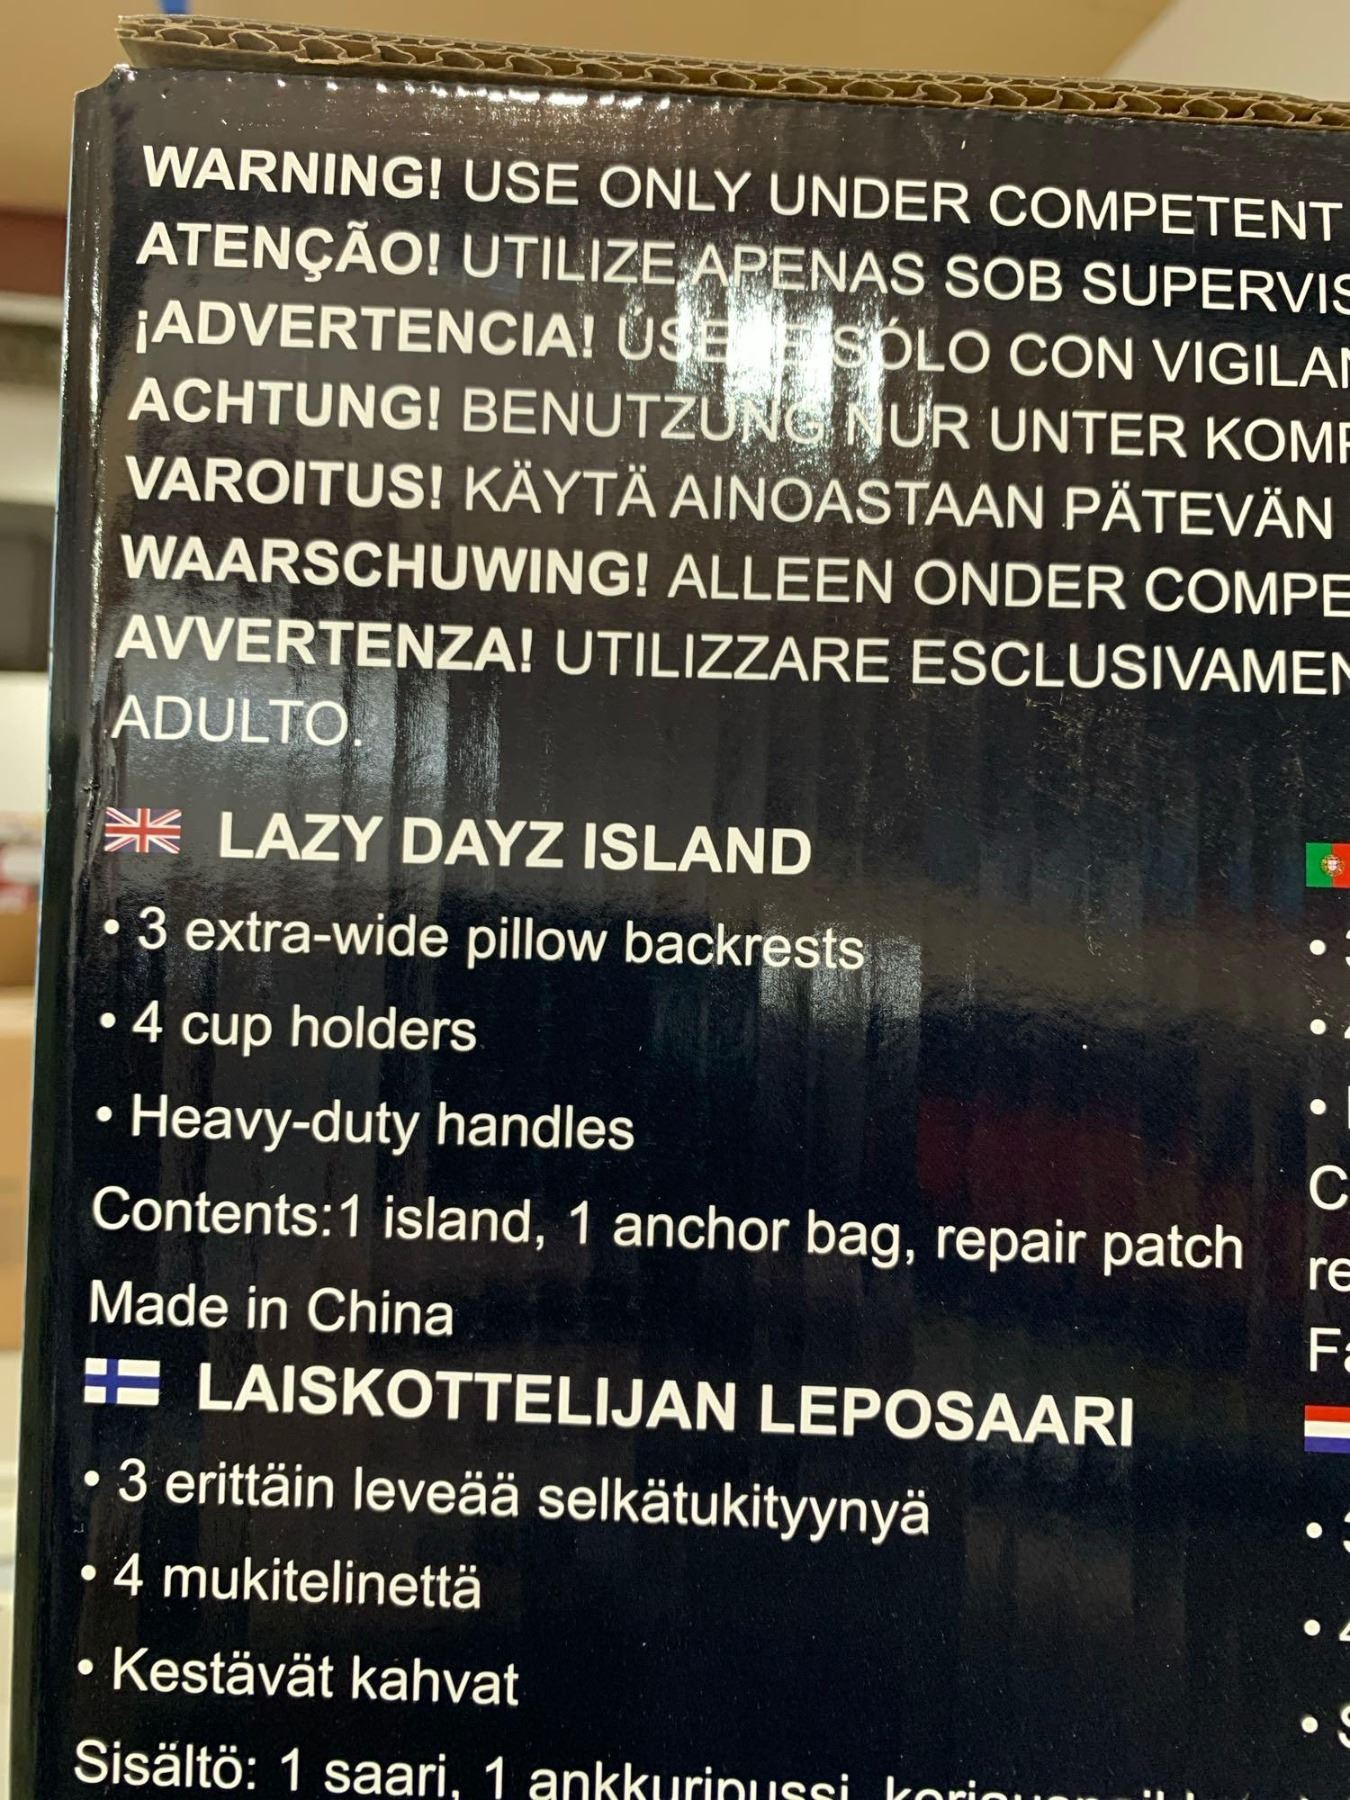 WARNING! USE ONLY UNDER COMPETENT
ATENÇÃO! UTILIZE APENAS SOB SUPERVIS
¡ADVERTENCIA! ÚSESE SÓLO CON VIGILAN
ACHTUNG! BENUTZUNG NUR UNTER KOMP
VAROITUS! KÄYTÄ AINOASTAAN PÄTEVÄN
WAARSCHUWING! ALLEEN ONDER COMPE
AVVERTENZA! UTILIZZARE ESCLUSIVAMEN
ADULTO.
LAZY DAYZ ISLAND
• 3 extra-wide pillow backrests
• 4 cup holders
• Heavy-duty handles
Contents:1 island, 1 anchor bag, repair patch
Made in China
LAISKOTTELIJAN LEPOSAARI
• 3 erittäin leveää selkätukityynyä
• 4 mukitelinettä
• Kestävät kahvat
Sisältö: 1 saari, 1 ankkuripussi,